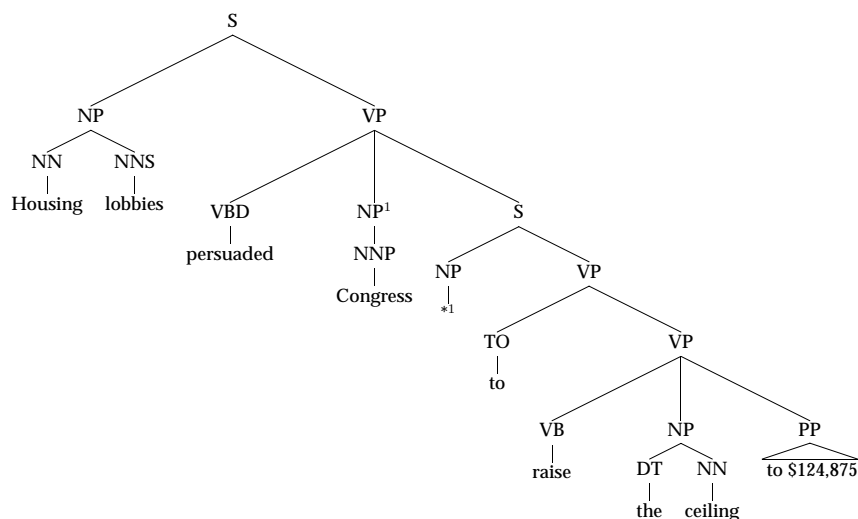 S
NP VP
NN NNS
Housing lobbies VBD NP¹ S
persuaded NNP NP VP
Congress *¹
TO VP
to
VB NP PP
raise DT NN to $124,875
the ceiling